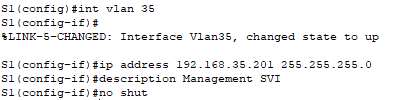 S1(config)#int vlan 35
S1(config-if)#
%LINK-5-CHANGED: Interface Vlan35, changed state to up
S1(config-if)#ip address 192.168.35.201 255.255.255.0
S1(config-if)#description Management SVI
S1(config-if)#no shut